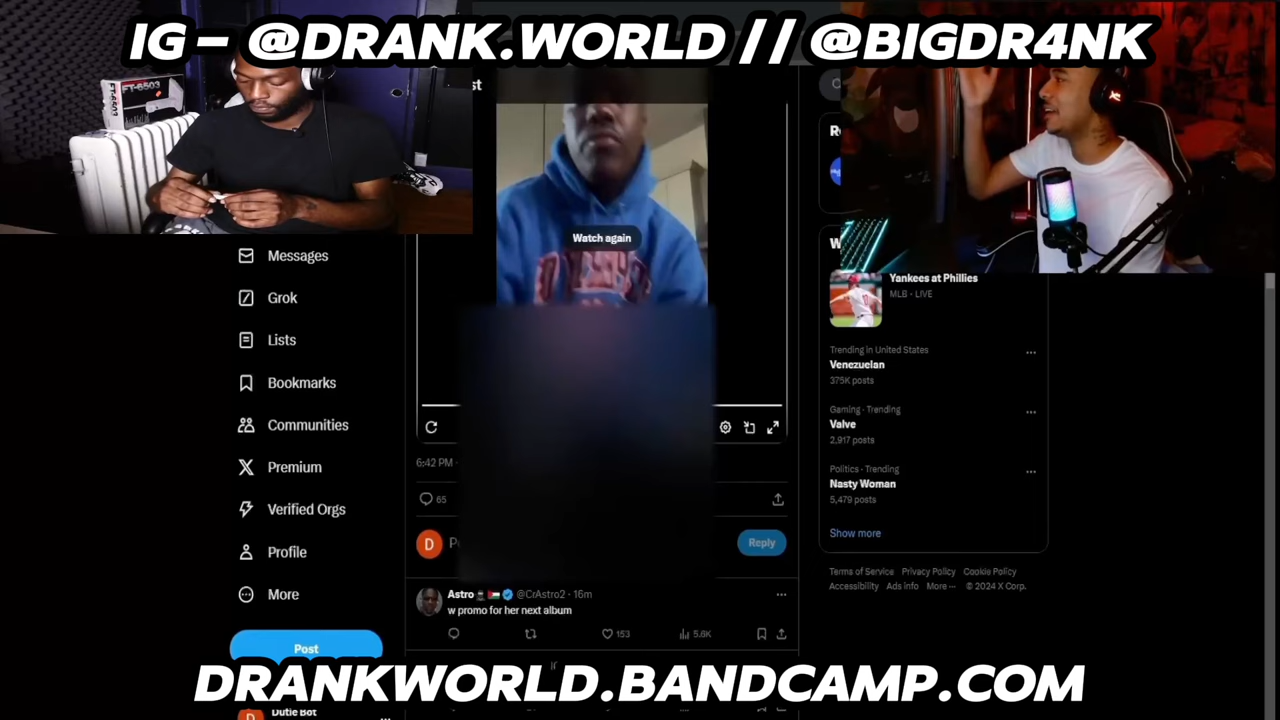 IG – @DRANK.WORLD // @BIGDR4NK
FT-6503
st
Watch again
Messages
Grok
Lists
Bookmarks
Communities
Premium
Verified Orgs
Profile
More
Post
6:42 PM ·
65
D
Reply
Astro @CrAstro2 · 16m
w promo for her next album
153
5.6K
Yankees at Phillies
MLB · LIVE
Trending in United States
Venezuelan
375K posts
Gaming · Trending
Valve
2,917 posts
Politics · Trending
Nasty Woman
5,479 posts
Show more
Terms of Service Privacy Policy Cookie Policy
Accessibility Ads info More ··· © 2024 X Corp.
DRANKWORLD.BANDCAMP.COM
Dutie Bot